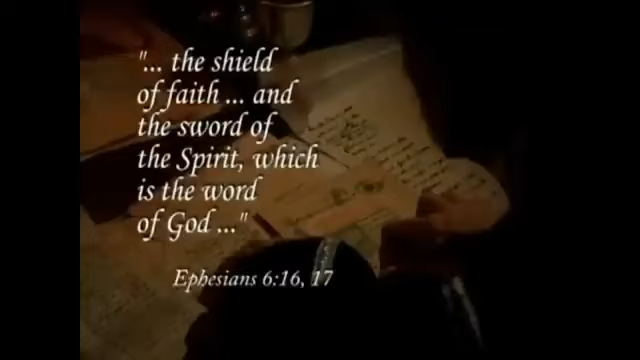 "... the shield
of faith ... and
the sword of
the Spirit, which
is the word
of God ..."
Ephesians 6:16, 17